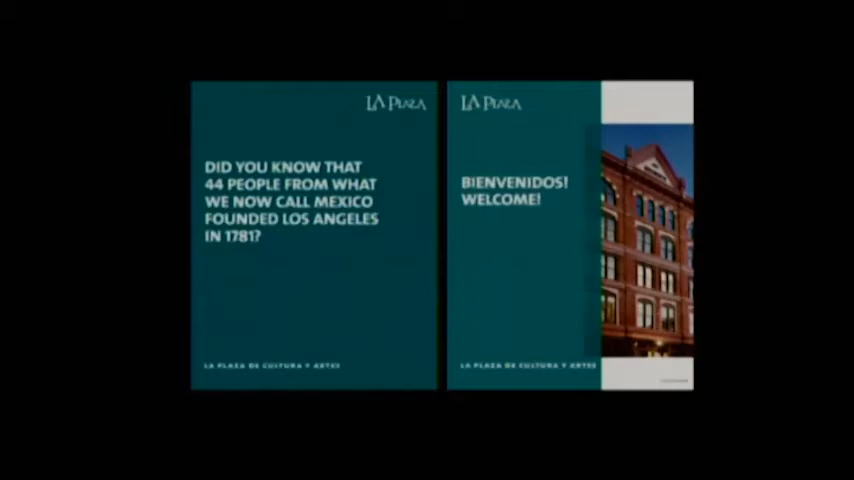 LA PLAZA
DID YOU KNOW THAT
44 PEOPLE FROM WHAT
WE NOW CALL MEXICO
FOUNDED LOS ANGELES
IN 1781?
LA PLAZA DE CULTURA Y ARTES
LA PLAZA
BIENVENIDOS!
WELCOME!
LA PLAZA DE CULTURA Y ARTES